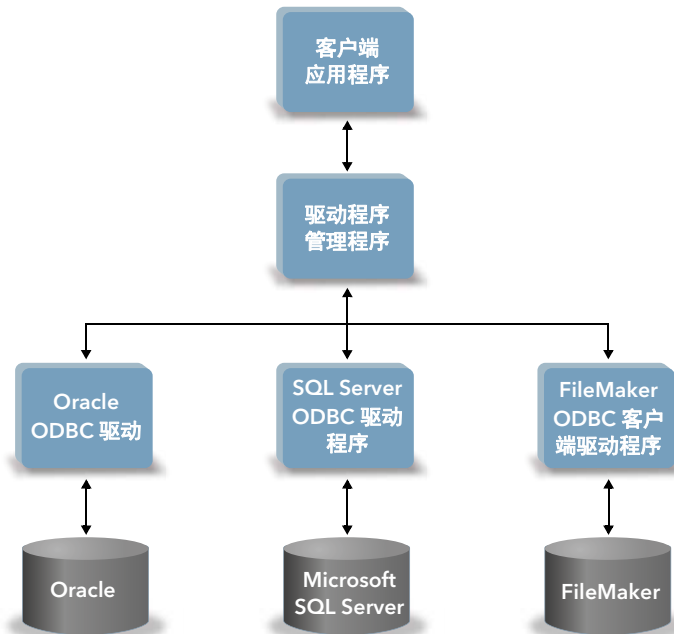 客户端
应用程序
驱动程序
管理程序
Oracle
ODBC 驱动
SQL Server
ODBC 驱动
程序
FileMaker
ODBC 客户
端驱动程序
Oracle
Microsoft
SQL Server
FileMaker